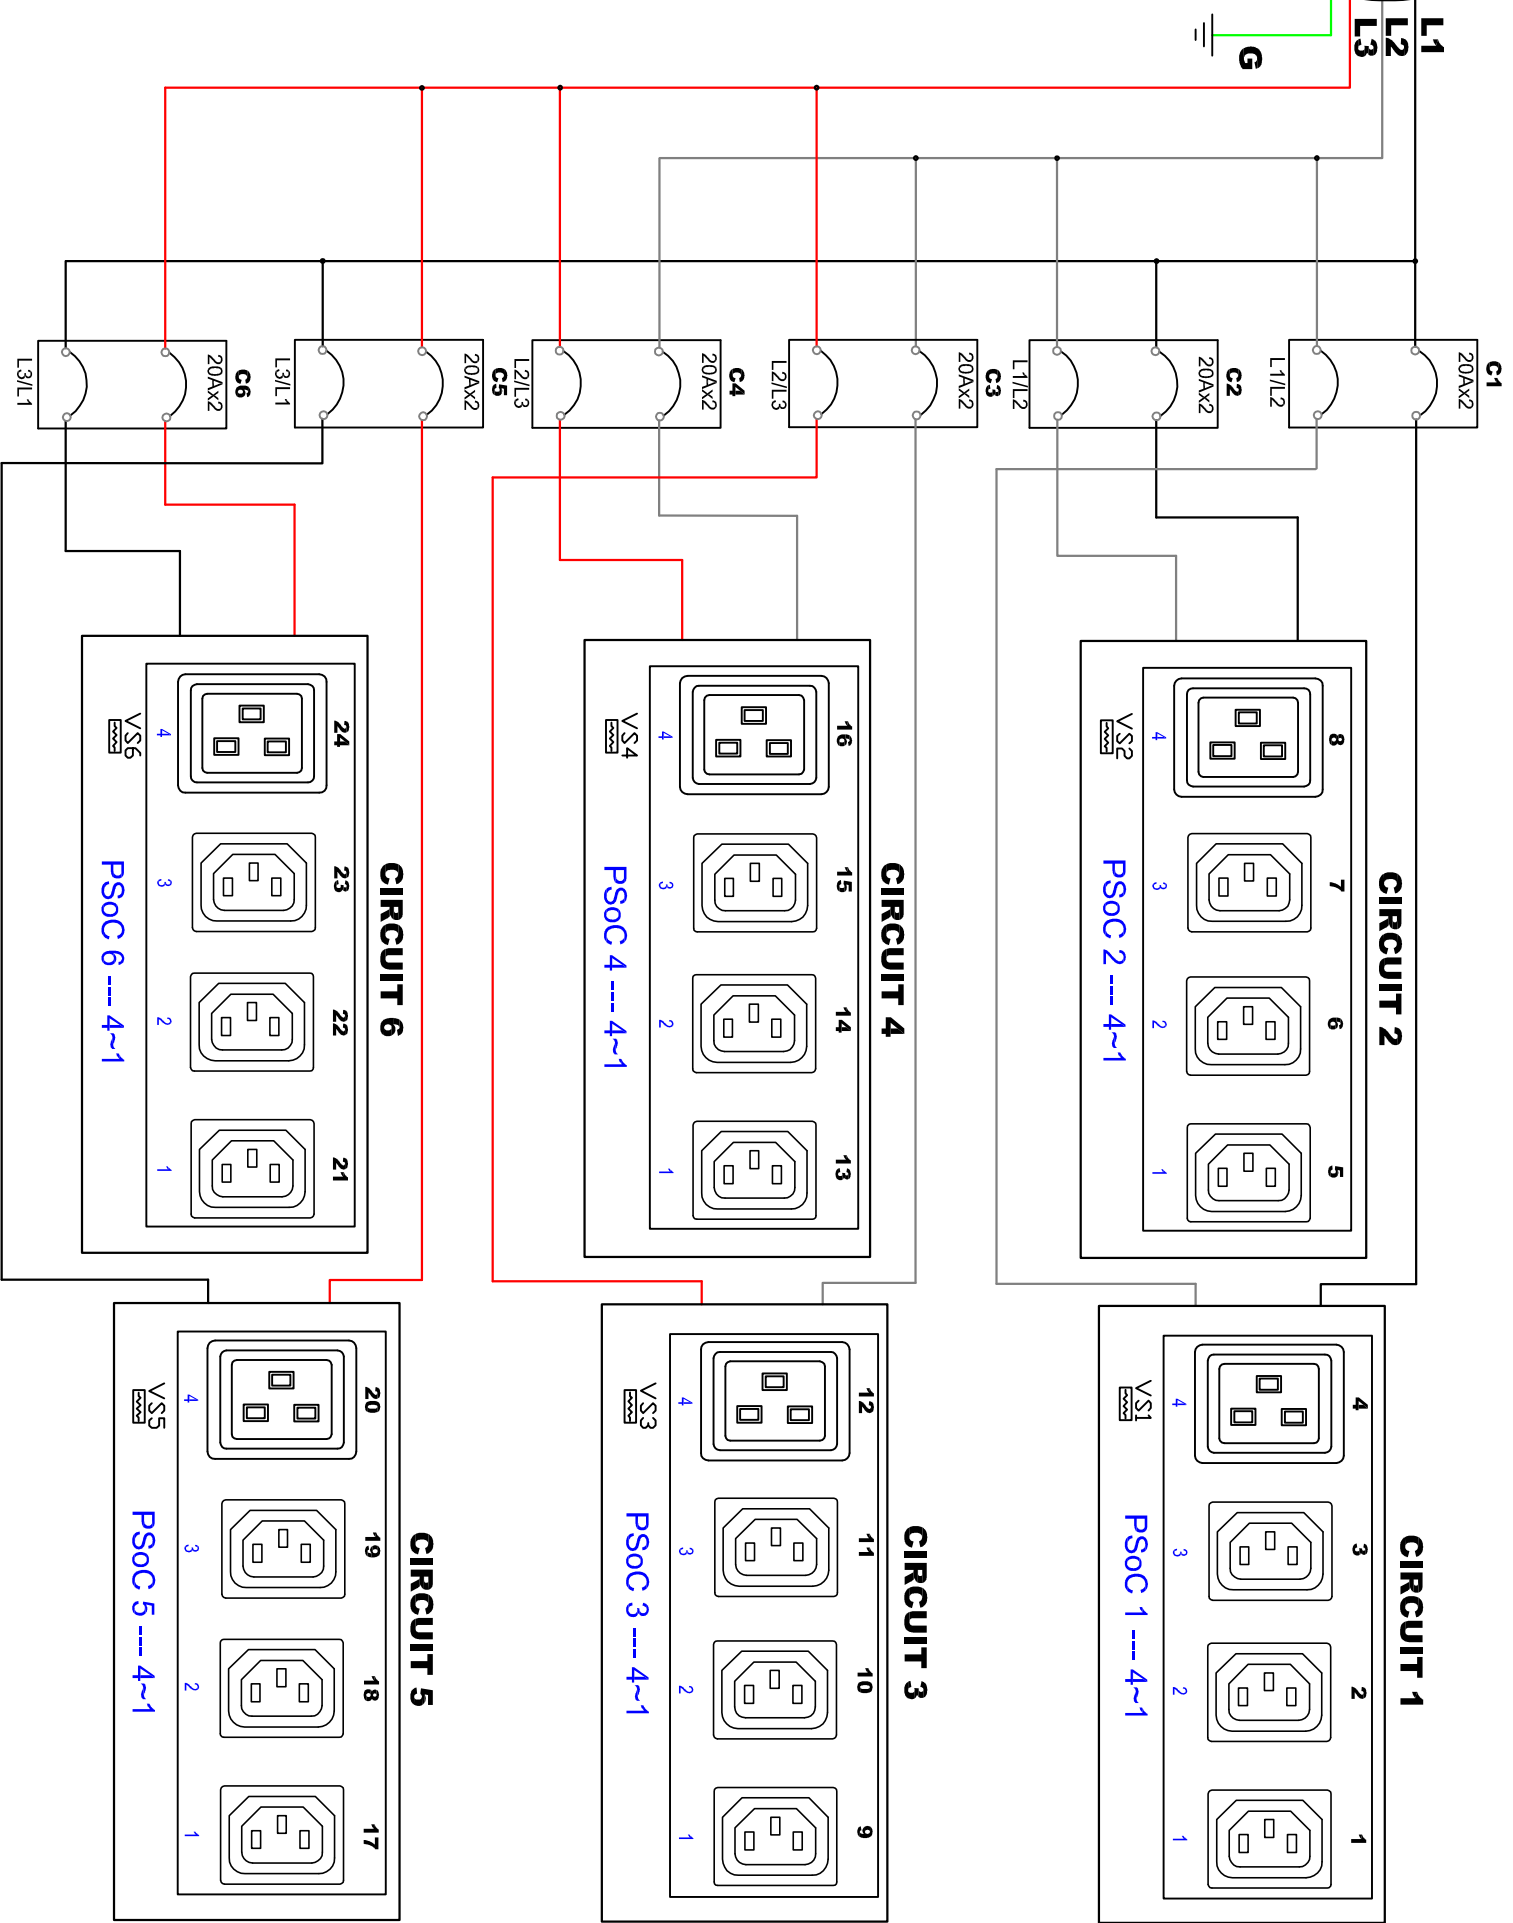 L1
L2
L3
G
C1
20Ax2
L1/L2
C2
20Ax2
L1/L2
C3
20Ax2
L2/L3
C4
20Ax2
L2/L3
C5
20Ax2
L3/L1
C6
20Ax2
L3/L1
CIRCUIT 2
8
7
6
5
4
3
2
1
VS2
PSoC 2 --- 4~1
CIRCUIT 4
16
15
14
13
4
3
2
1
VS4
PSoC 4 ---- 4~1
CIRCUIT 6
24
23
22
21
4
3
2
1
VS6
PSoC 6 ---- 4~1
CIRCUIT 1
4
3
2
1
4
3
2
1
VS1
PSoC 1 --- 4~1
CIRCUIT 3
12
11
10
9
4
3
2
1
VS3
PSoC 3 ---- 4~1
CIRCUIT 5
20
19
18
17
4
3
2
1
VS5
PSoC 5 ---- 4~1